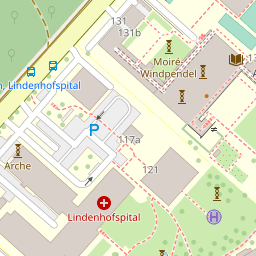 131
131b
Moiré-
Windpendel
n, Lindenhofspital
P
117a
121
Arche
Lindenhofspital
H